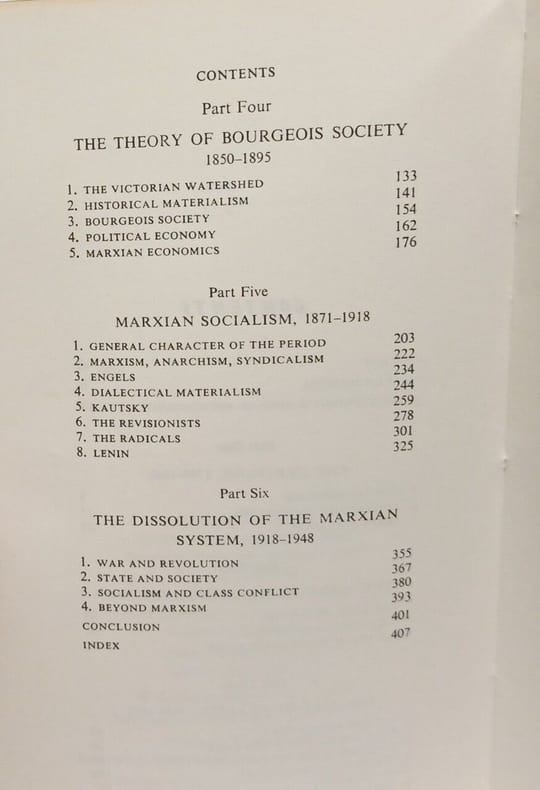 CONTENTS
Part Four
THE THEORY OF BOURGEOIS SOCIETY
1850–1895
1. THE VICTORIAN WATERSHED 133
2. HISTORICAL MATERIALISM 141
3. BOURGEOIS SOCIETY 154
4. POLITICAL ECONOMY 162
5. MARXIAN ECONOMICS 176
Part Five
MARXIAN SOCIALISM, 1871–1918
1. GENERAL CHARACTER OF THE PERIOD 203
2. MARXISM, ANARCHISM, SYNDICALISM 222
3. ENGELS 234
4. DIALECTICAL MATERIALISM 244
5. KAUTSKY 259
6. THE REVISIONISTS 278
7. THE RADICALS 301
8. LENIN 325
Part Six
THE DISSOLUTION OF THE MARXIAN
SYSTEM, 1918–1948
1. WAR AND REVOLUTION 355
2. STATE AND SOCIETY 367
3. SOCIALISM AND CLASS CONFLICT 380
4. BEYOND MARXISM 393
CONCLUSION 401
INDEX 407